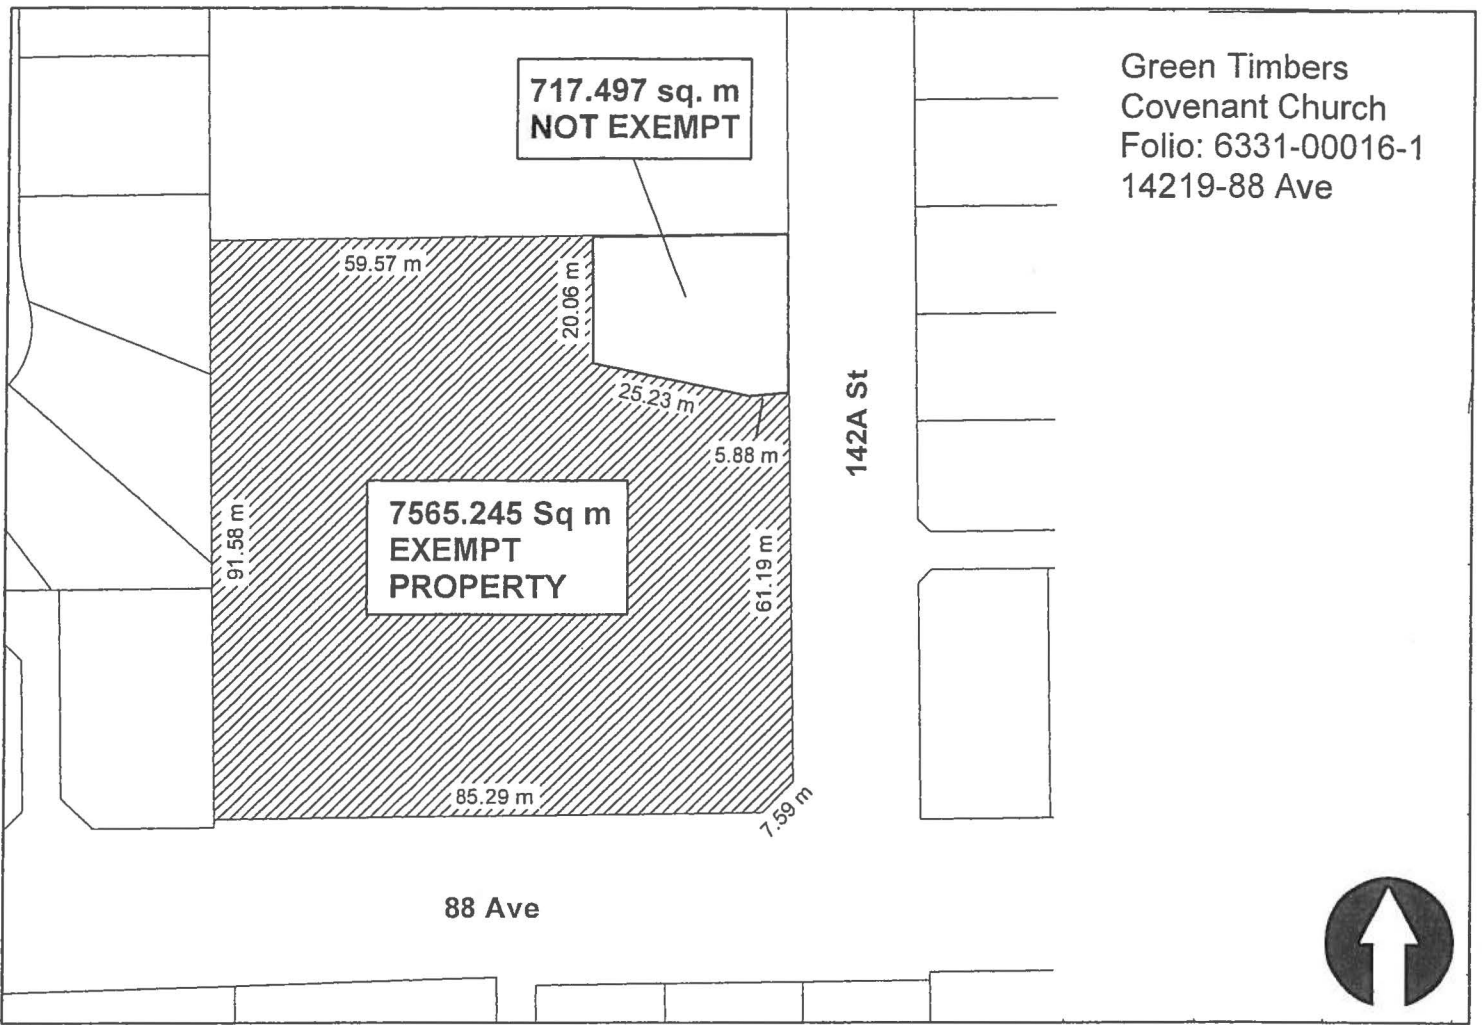 717.497 sq. m
NOT EXEMPT
Green Timbers
Covenant Church
Folio: 6331-00016-1
14219-88 Ave
59.57 m
20.06 m
25.23 m
5.88 m
142A St
7565.245 Sq m
EXEMPT
PROPERTY
91.58 m
61.19 m
85.29 m
7.59 m
88 Ave